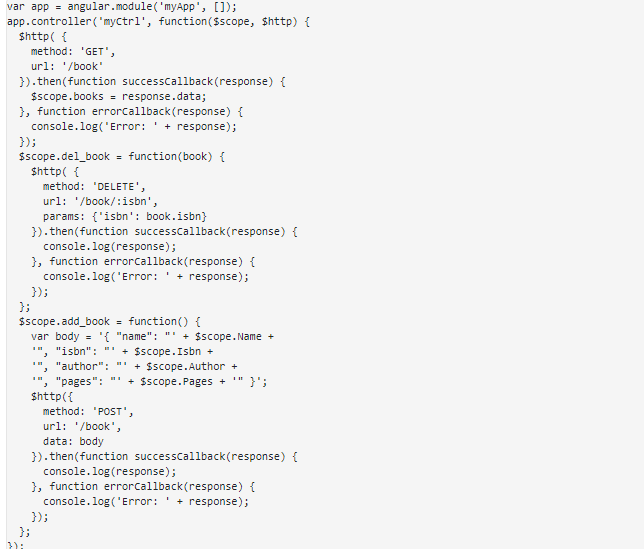 var app = angular.module('myApp', []);
app.controller('myCtrl', function($scope, $http) {
  $http( {
    method: 'GET',
    url: '/book'
  }).then(function successCallback(response) {
    $scope.books = response.data;
  }, function errorCallback(response) {
    console.log('Error: ' + response);
  });
  $scope.del_book = function(book) {
    $http( {
      method: 'DELETE',
      url: '/book/:isbn',
      params: {'isbn': book.isbn}
    }).then(function successCallback(response) {
      console.log(response);
    }, function errorCallback(response) {
      console.log('Error: ' + response);
    });
  };
  $scope.add_book = function() {
    var body = '{ "name": "' + $scope.Name +
    '", "isbn": "' + $scope.Isbn +
    '", "author": "' + $scope.Author +
    '", "pages": "' + $scope.Pages + '" }';
    $http({
      method: 'POST',
      url: '/book',
      data: body
    }).then(function successCallback(response) {
      console.log(response);
    }, function errorCallback(response) {
      console.log('Error: ' + response);
    });
  };
});